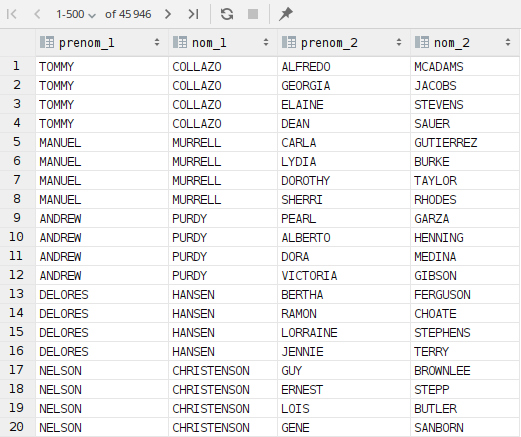 1-500 of 45 946
prenom_1 nom_1 prenom_2 nom_2
1 TOMMY COLLAZO ALFREDO MCADAMS
2 TOMMY COLLAZO GEORGIA JACOBS
3 TOMMY COLLAZO ELAINE STEVENS
4 TOMMY COLLAZO DEAN SAUER
5 MANUEL MURRELL CARLA GUTIERREZ
6 MANUEL MURRELL LYDIA BURKE
7 MANUEL MURRELL DOROTHY TAYLOR
8 MANUEL MURRELL SHERRI RHODES
9 ANDREW PURDY PEARL GARZA
10 ANDREW PURDY ALBERTO HENNING
11 ANDREW PURDY DORA MEDINA
12 ANDREW PURDY VICTORIA GIBSON
13 DELORES HANSEN BERTHA FERGUSON
14 DELORES HANSEN RAMON CHOATE
15 DELORES HANSEN LORRAINE STEPHENS
16 DELORES HANSEN JENNIE TERRY
17 NELSON CHRISTENSON GUY BROWNLEE
18 NELSON CHRISTENSON ERNEST STEPP
19 NELSON CHRISTENSON LOIS BUTLER
20 NELSON CHRISTENSON GENE SANBORN